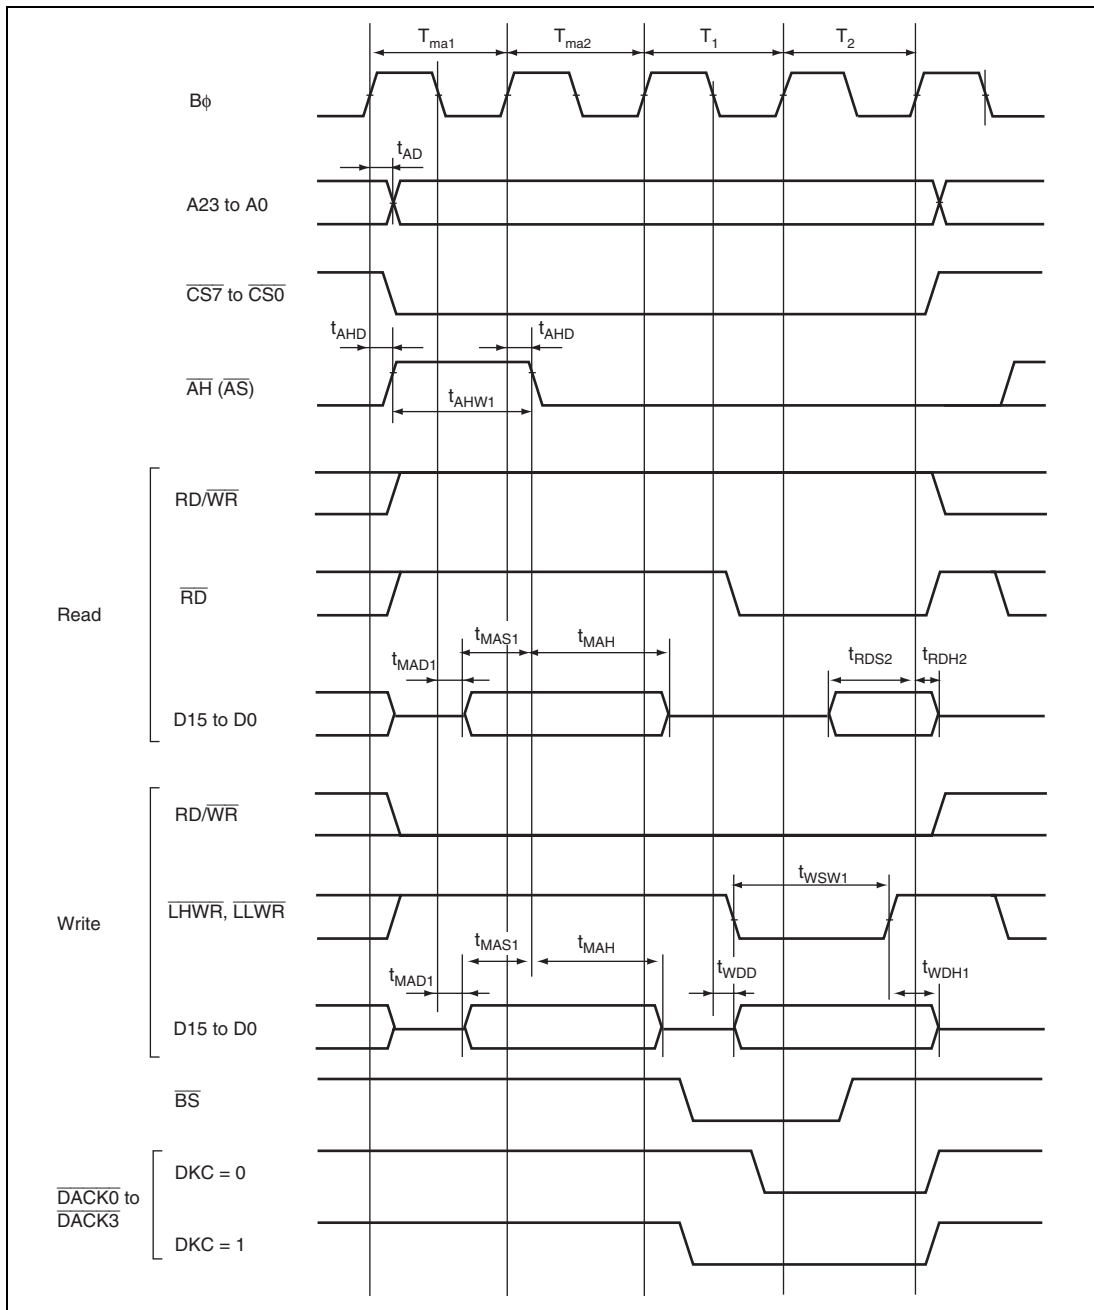 Tma1 Tma2 T1 T2
Bφ
tAD
A23 to A0
CS7 to CS0
tAHD tAHD
AH (AS)
tAHW1
Read
RD/WR
RD
tMAS1 tMAH
tMAD1 tRDS2 tRDH2
D15 to D0
Write
RD/WR
tWSW1
LHWR, LLWR
tMAS1 tMAH
tMAD1 tWDD tWDH1
D15 to D0
BS
DACK0 to
DACK3
DKC = 0
DKC = 1